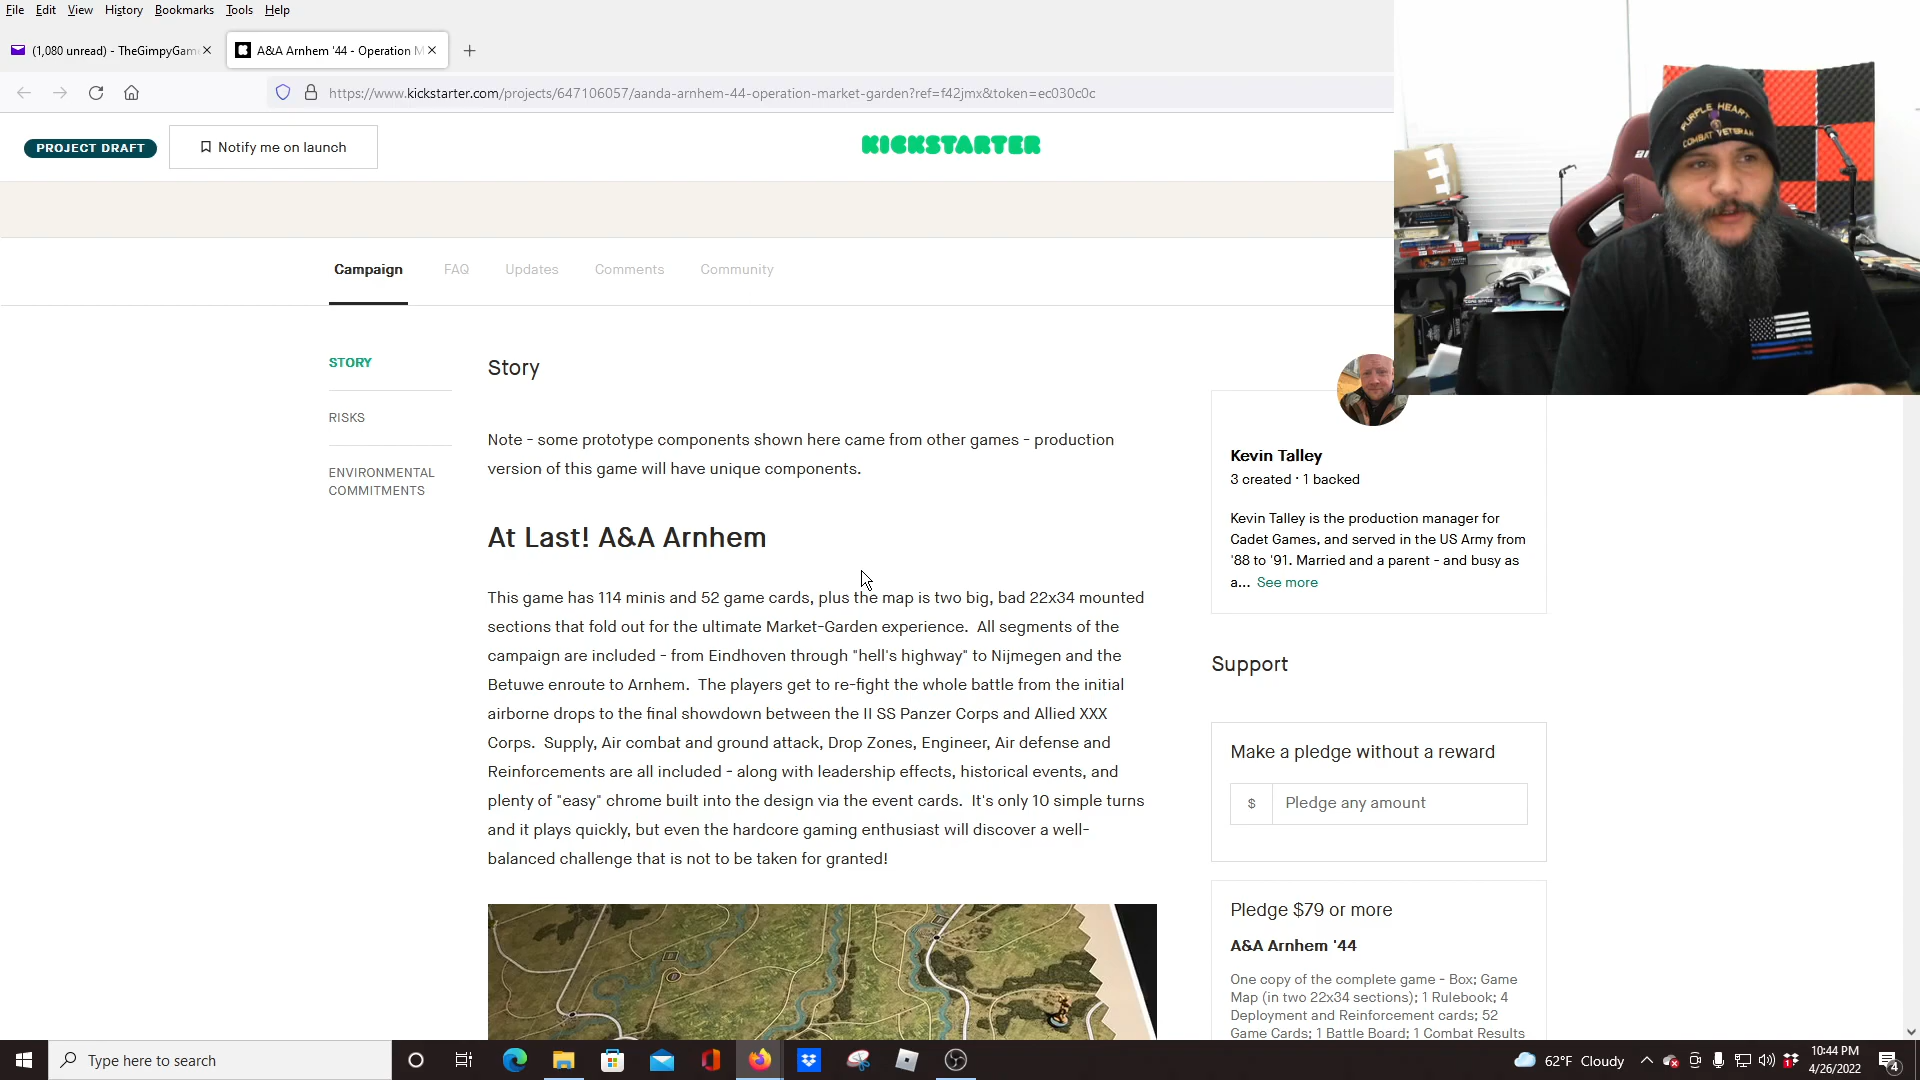 File Edit View History Bookmarks Tools Help
(1,080 unread) - TheGimpyGam
A&A Arnhem '44 - Operation M
https://www.kickstarter.com/projects/647106057/aanda-arnhem-44-operation-market-garden?ref=f42jmx&token=ec030c0c
PROJECT DRAFT
Notify me on launch
KICKSTARTER
PURPLE HEART
COMBAT VETERAN
Campaign FAQ Updates Comments Community
STORY
RISKS
ENVIRONMENTAL
COMMITMENTS
Story
Note - some prototype components shown here came from other games - production
version of this game will have unique components.
At Last! A&A Arnhem
This game has 114 minis and 52 game cards, plus the map is two big, bad 22x34 mounted
sections that fold out for the ultimate Market-Garden experience. All segments of the
campaign are included - from Eindhoven through "hell's highway" to Nijmegen and the
Betuwe enroute to Arnhem. The players get to re-fight the whole battle from the initial
airborne drops to the final showdown between the II SS Panzer Corps and Allied XXX
Corps. Supply, Air combat and ground attack, Drop Zones, Engineer, Air defense and
Reinforcements are all included - along with leadership effects, historical events, and
plenty of "easy" chrome built into the design via the event cards. It's only 10 simple turns
and it plays quickly, but even the hardcore gaming enthusiast will discover a well-
balanced challenge that is not to be taken for granted!
Kevin Talley
3 created · 1 backed
Kevin Talley is the production manager for
Cadet Games, and served in the US Army from
'88 to '91. Married and a parent - and busy as
a... See more
Support
Make a pledge without a reward
$ Pledge any amount
Pledge $79 or more
A&A Arnhem '44
One copy of the complete game - Box; Game
Map (in two 22x34 sections); 1 Rulebook; 4
Deployment and Reinforcement cards; 52
Game Cards; 1 Battle Board; 1 Combat Results
Type here to search
62°F Cloudy
10:44 PM
4/26/2022
4